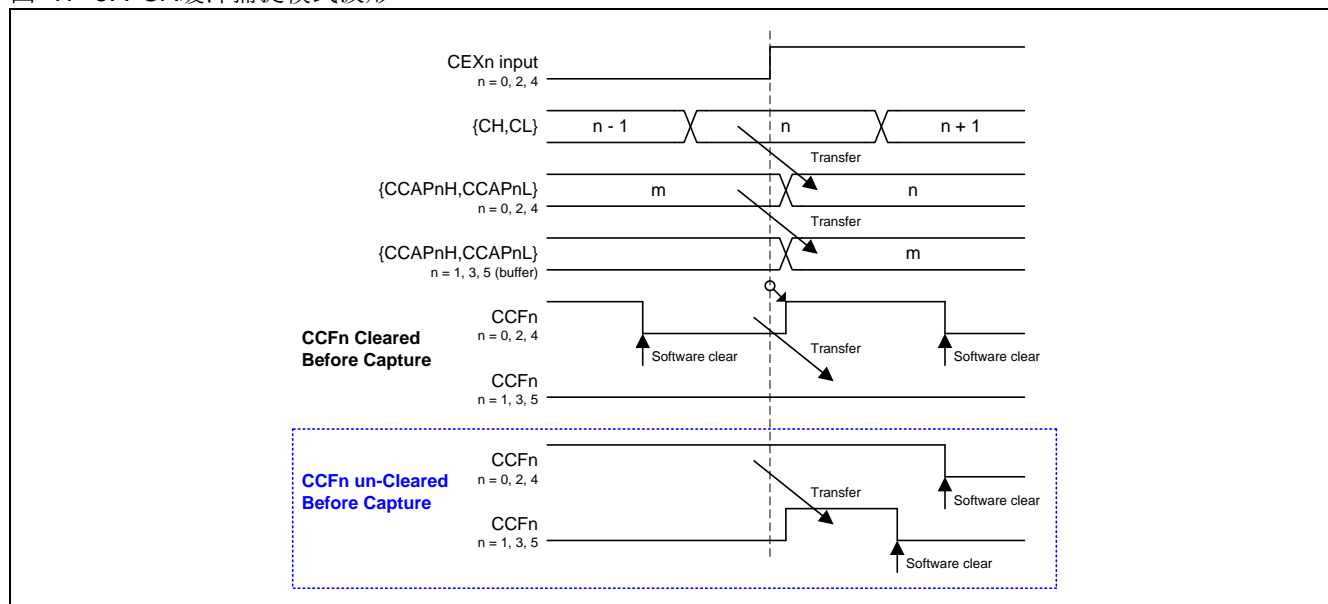 CEXn input
n = 0, 2, 4
{CH,CL}
n - 1
n
n + 1
Transfer
{CCAPnH,CCAPnL}
n = 0, 2, 4
m
n
Transfer
{CCAPnH,CCAPnL}
n = 1, 3, 5 (buffer)
m
CCFn Cleared
Before Capture
CCFn
n = 0, 2, 4
Software clear
Transfer
Software clear
CCFn
n = 1, 3, 5
CCFn un-Cleared
Before Capture
CCFn
n = 0, 2, 4
Transfer
Software clear
CCFn
n = 1, 3, 5
Software clear